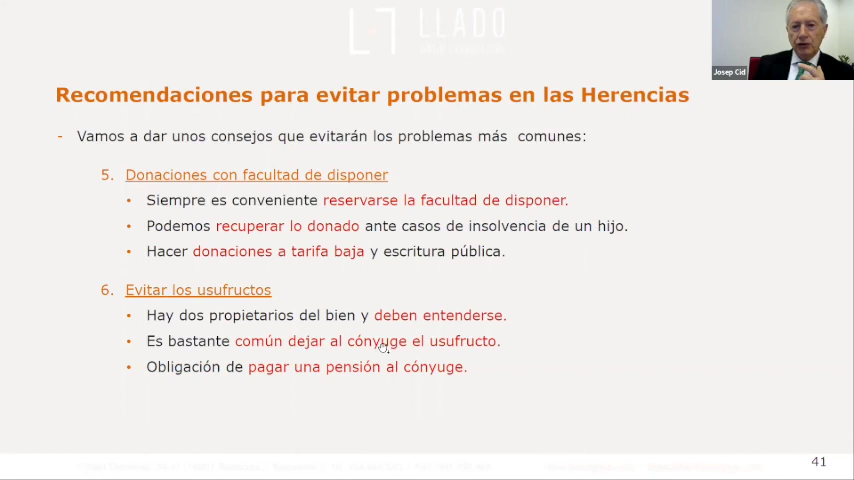 LLADO
Josep Cid
Recomendaciones para evitar problemas en las Herencias
- Vamos a dar unos consejos que evitarán los problemas más comunes:
5. Donaciones con facultad de disponer
• Siempre es conveniente reservarse la facultad de disponer.
• Podemos recuperar lo donado ante casos de insolvencia de un hijo.
• Hacer donaciones a tarifa baja y escritura pública.
6. Evitar los usufructos
• Hay dos propietarios del bien y deben entenderse.
• Es bastante común dejar al cónyuge el usufructo.
• Obligación de pagar una pensión al cónyuge.
41